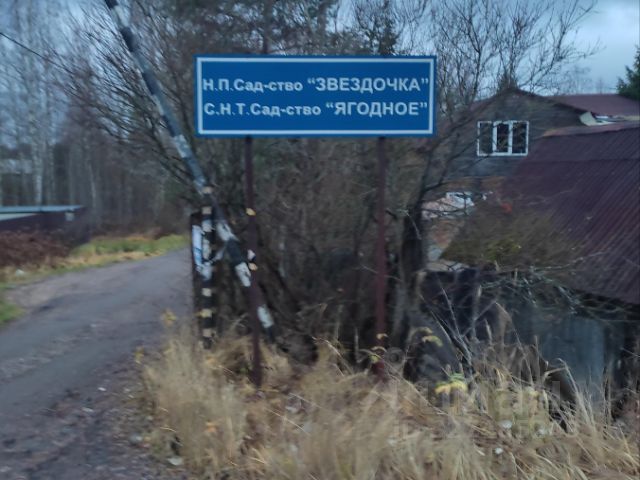 Н.П.Сад-ство "ЗВЕЗДОЧКА"
С.Н.Т.Сад-ство "ЯГОДНОЕ"